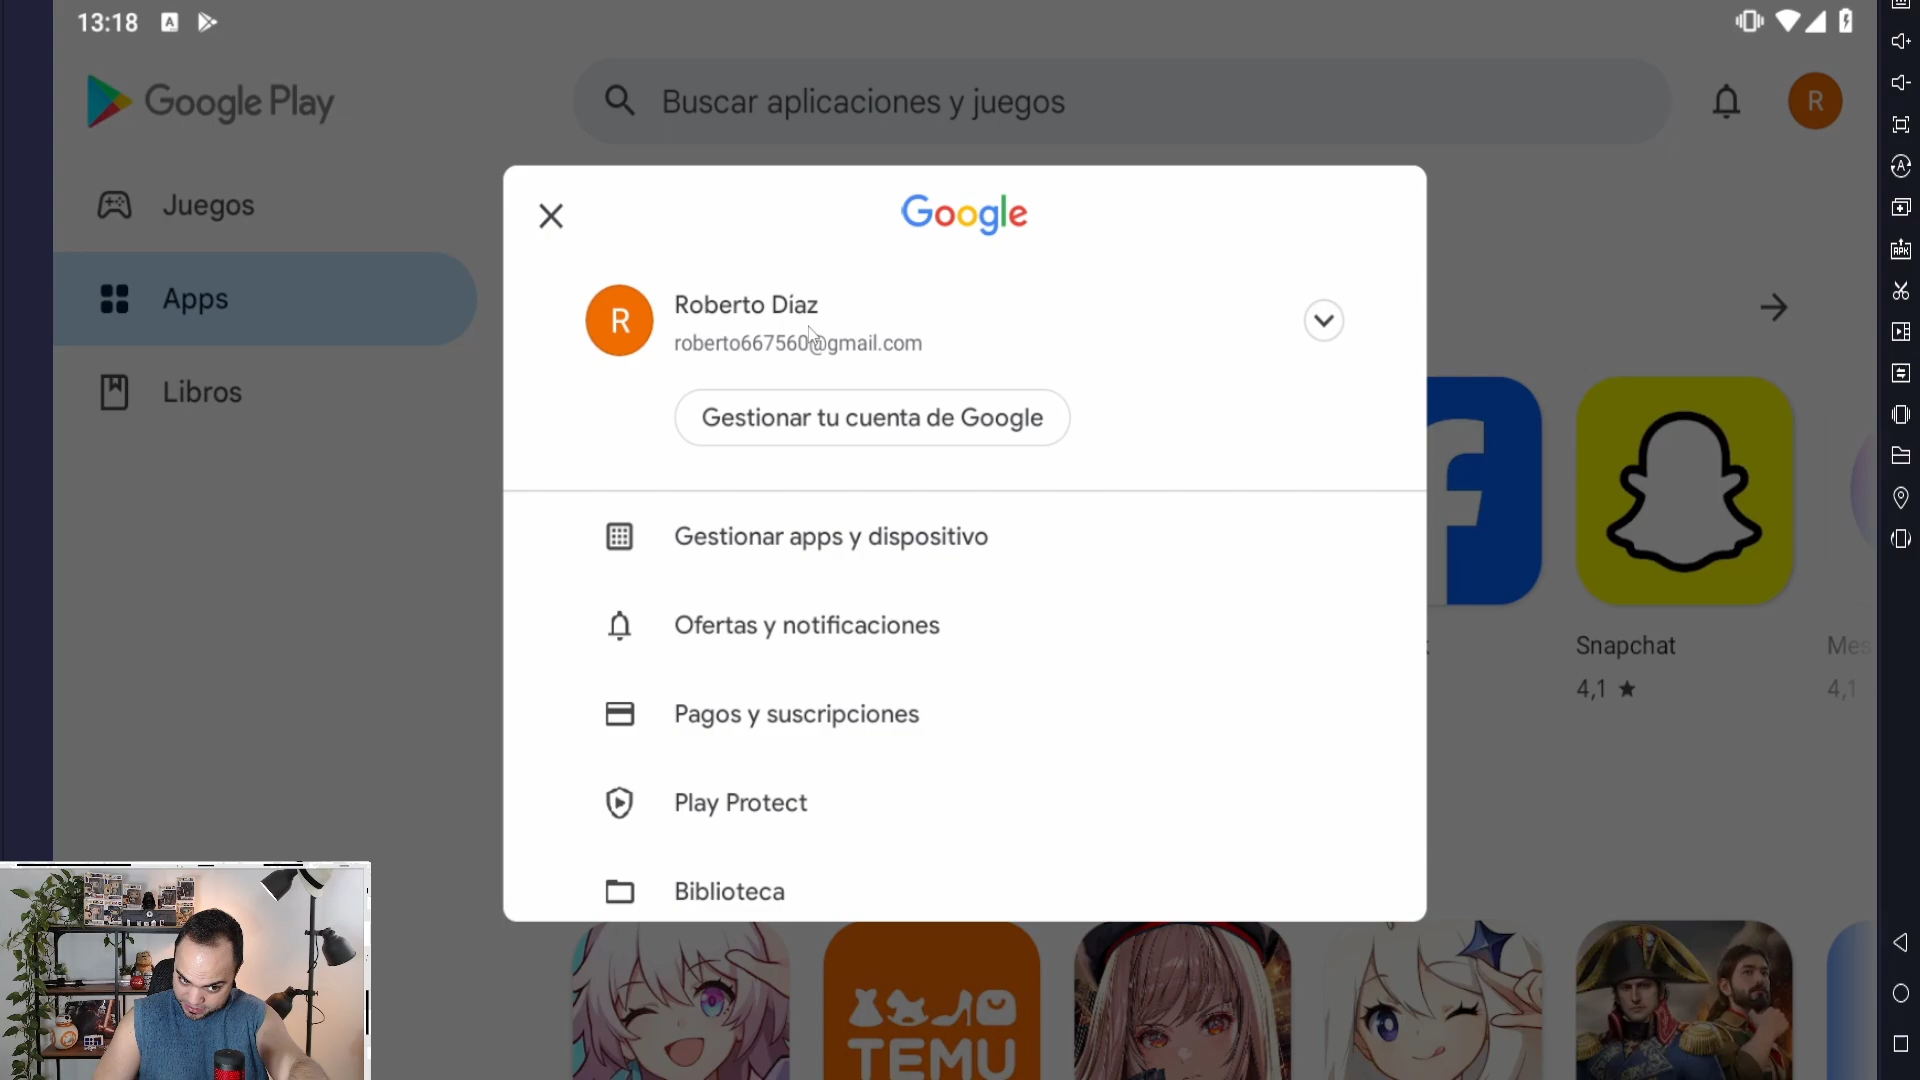 13:18
Google Play
Buscar aplicaciones y juegos
R
Juegos
Apps
Libros
Google
R
Roberto Díaz
roberto667560@gmail.com
Gestionar tu cuenta de Google
Gestionar apps y dispositivo
Ofertas y notificaciones
Pagos y suscripciones
Play Protect
Biblioteca
Snapchat
4,1
Mes
4,1
TEMU